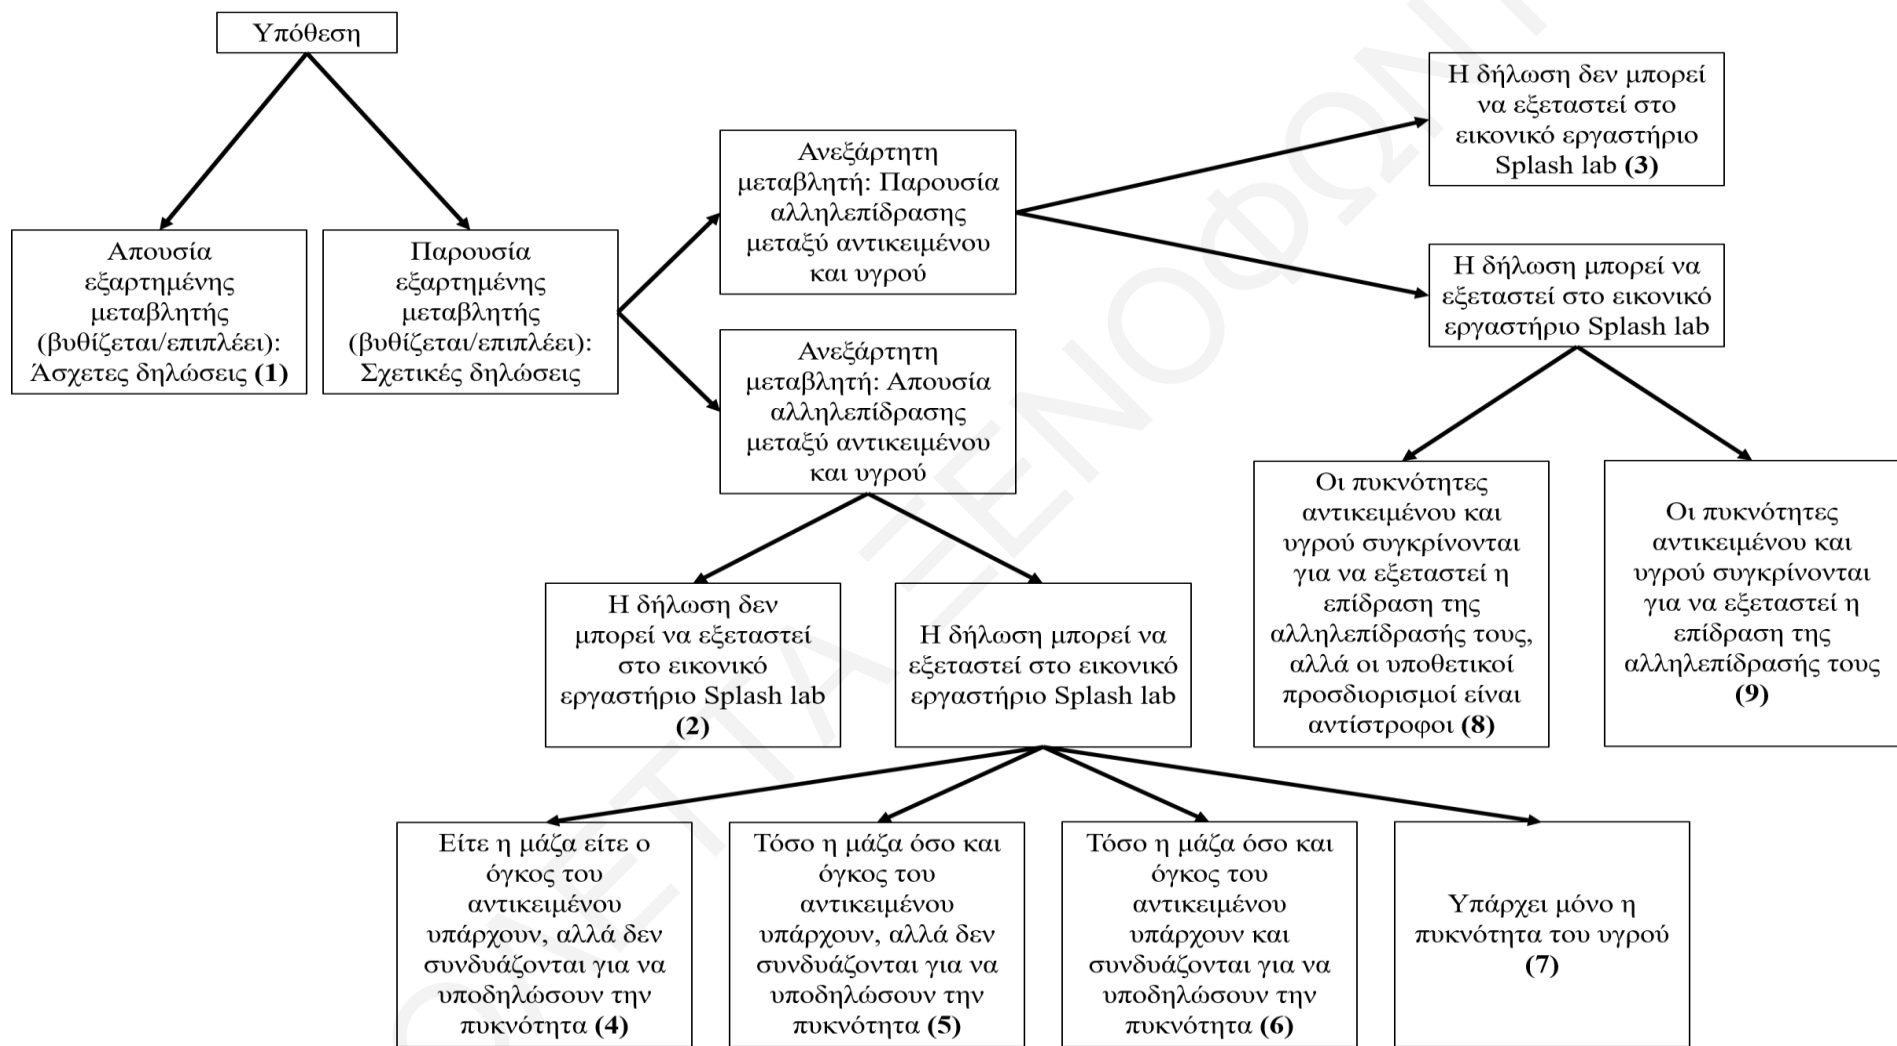 Υπόθεση
Απουσία
εξαρτημένης
μεταβλητής
(βυθίζεται/επιπλέει):
Άσχετες δηλώσεις (1)
Παρουσία
εξαρτημένης
μεταβλητής
(βυθίζεται/επιπλέει):
Σχετικές δηλώσεις
Ανεξάρτητη
μεταβλητή: Παρουσία
αλληλεπίδρασης
μεταξύ αντικειμένου
και υγρού
Ανεξάρτητη
μεταβλητή: Απουσία
αλληλεπίδρασης
μεταξύ αντικειμένου
και υγρού
Η δήλωση δεν μπορεί
να εξεταστεί στο
εικονικό εργαστήριο
Splash lab (3)
Η δήλωση μπορεί να
εξεταστεί στο εικονικό
εργαστήριο Splash lab
Οι πυκνότητες
αντικειμένου και
υγρού συγκρίνονται
για να εξεταστεί η
επίδραση της
αλληλεπίδρασής τους,
αλλά οι υποθετικοί
προσδιορισμοί είναι
αντίστροφοι (8)
Οι πυκνότητες
αντικειμένου και
υγρού συγκρίνονται
για να εξεταστεί η
επίδραση της
αλληλεπίδρασής τους
(9)
Η δήλωση δεν
μπορεί να εξεταστεί
στο εικονικό
εργαστήριο Splash lab
(2)
Η δήλωση μπορεί να
εξεταστεί στο εικονικό
εργαστήριο Splash lab
Είτε η μάζα είτε ο
όγκος του
αντικειμένου
υπάρχουν, αλλά δεν
συνδυάζονται για να
υποδηλώσουν την
πυκνότητα (4)
Τόσο η μάζα όσο και
όγκος του
αντικειμένου
υπάρχουν, αλλά δεν
συνδυάζονται για να
υποδηλώσουν την
πυκνότητα (5)
Τόσο η μάζα όσο και
όγκος του
αντικειμένου
υπάρχουν και
συνδυάζονται για να
υποδηλώσουν την
πυκνότητα (6)
Υπάρχει μόνο η
πυκνότητα του υγρού
(7)